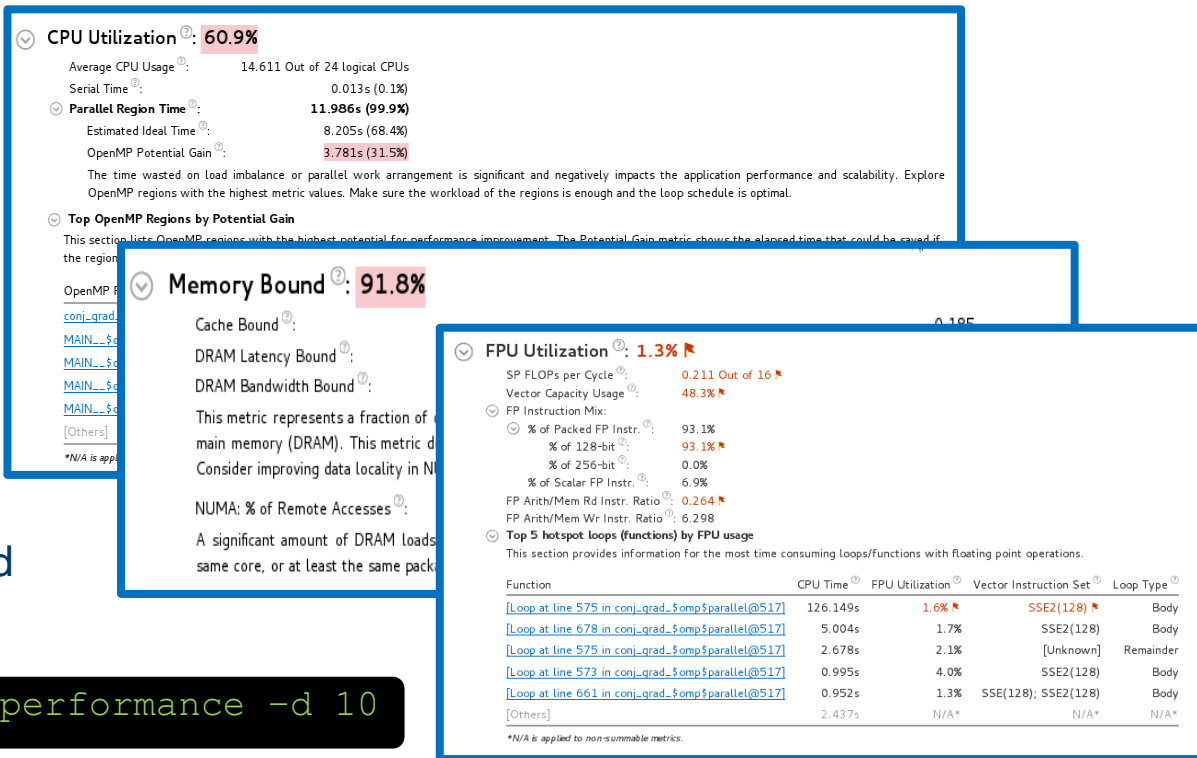 CPU Utilization ?: 60.9%
Average CPU Usage ?: 14.611 Out of 24 logical CPUs
Serial Time ?: 0.013s (0.1%)
Parallel Region Time ?: 11.986s (99.9%)
Estimated Ideal Time ?: 8.205s (68.4%)
OpenMP Potential Gain ?: 3.781s (31.5%)
The time wasted on load imbalance or parallel work arrangement is significant and negatively impacts the application performance and scalability. Explore
OpenMP regions with the highest metric values. Make sure the workload of the regions is enough and the loop schedule is optimal.
Top OpenMP Regions by Potential Gain
This section lists OpenMP regions with the highest potential for performance improvement. The Potential Gain metric shows the elapsed time that could be saved if
the region
OpenMP
conj_grad_
MAIN__$o
MAIN__$o
MAIN__$o
MAIN__$o
[Others]
*N/A is appl
Memory Bound ?: 91.8%
Cache Bound ?: 0.185
DRAM Latency Bound ?:
DRAM Bandwidth Bound ?:
This metric represents a fraction of
main memory (DRAM). This metric d
Consider improving data locality in N
NUMA: % of Remote Accesses ?:
A significant amount of DRAM loads
same core, or at least the same pack
FPU Utilization ?: 1.3%
SP FLOPs per Cycle ?: 0.211 Out of 16
Vector Capacity Usage ?: 48.3%
FP Instruction Mix:
% of Packed FP Instr. ?: 93.1%
% of 128-bit ?: 93.1%
% of 256-bit ?: 0.0%
% of Scalar FP Instr. ?: 6.9%
FP Arith/Mem Rd Instr. Ratio ?: 0.264
FP Arith/Mem Wr Instr. Ratio ?: 6.298
Top 5 hotspot loops (functions) by FPU usage
This section provides information for the most time consuming loops/functions with floating point operations.
Function CPU Time ? FPU Utilization ? Vector Instruction Set ? Loop Type ?
[Loop at line 575 in conj_grad_$omp$parallel@517] 126.149s 1.6% SSE2(128) Body
[Loop at line 678 in conj_grad_$omp$parallel@517] 5.004s 1.7% SSE2(128) Body
[Loop at line 575 in conj_grad_$omp$parallel@517] 2.678s 2.1% [Unknown] Remainder
[Loop at line 573 in conj_grad_$omp$parallel@517] 0.995s 4.0% SSE2(128) Body
[Loop at line 661 in conj_grad_$omp$parallel@517] 0.952s 1.3% SSE(128); SSE2(128) Body
[Others] 2.437s N/A* N/A* N/A*
*N/A is applied to non-summable metrics.
d
performance -d 10